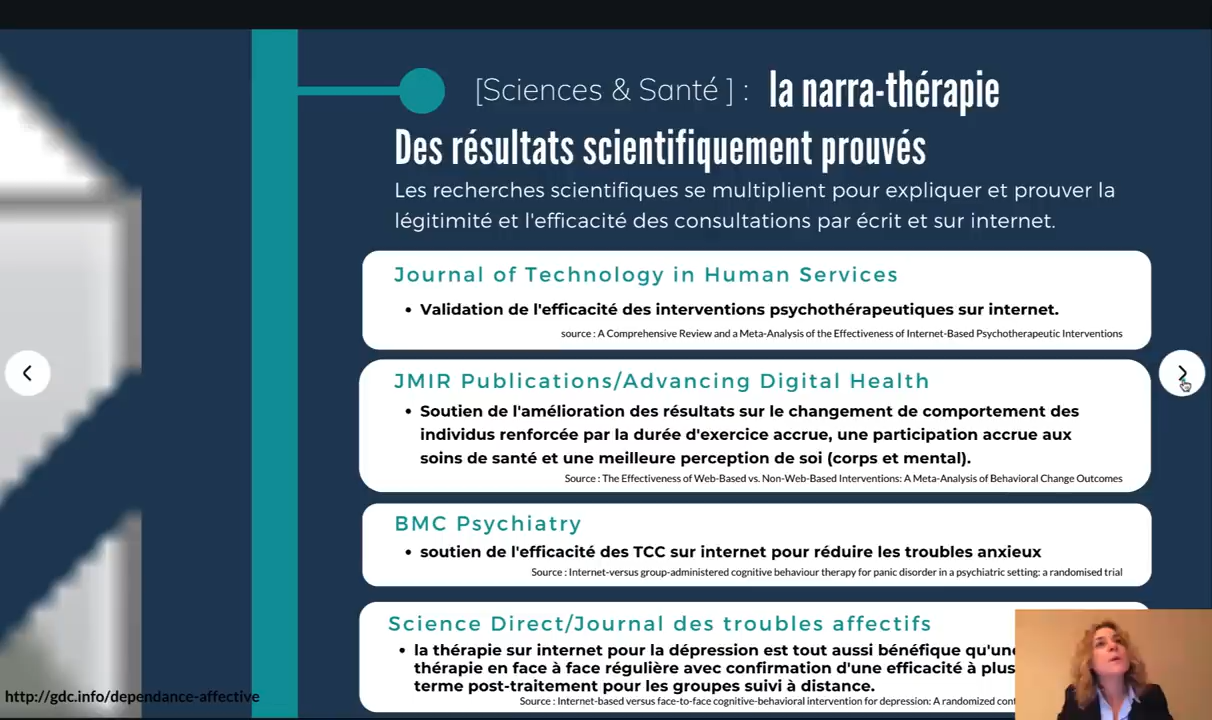 [Sciences & Santé ] : la narra-thérapie
Des résultats scientifiquement prouvés
Les recherches scientifiques se multiplient pour expliquer et prouver la
légitimité et l'efficacité des consultations par écrit et sur internet.
Journal of Technology in Human Services
• Validation de l'efficacité des interventions psychothérapeutiques sur internet.
source : A Comprehensive Review and a Meta-Analysis of the Effectiveness of Internet-Based Psychotherapeutic Interventions
JMIR Publications/Advancing Digital Health
• Soutien de l'amélioration des résultats sur le changement de comportement des
individus renforcée par la durée d'exercice accrue, une participation accrue aux
soins de santé et une meilleure perception de soi (corps et mental).
Source : The Effectiveness of Web-Based vs. Non-Web-Based Interventions: A Meta-Analysis of Behavioral Change Outcomes
BMC Psychiatry
• soutien de l'efficacité des TCC sur internet pour réduire les troubles anxieux
Source : Internet-versus group-administered cognitive behaviour therapy for panic disorder in a psychiatric setting: a randomised trial
Science Direct/Journal des troubles affectifs
• la thérapie sur internet pour la dépression est tout aussi bénéfique qu'une
thérapie en face à face régulière avec confirmation d'une efficacité à plus
terme post-traitement pour les groupes suivi à distance.
Source : Internet-based versus face-to-face cognitive-behavioral intervention for depression: A randomized
http://gdc.info/dependance-affective